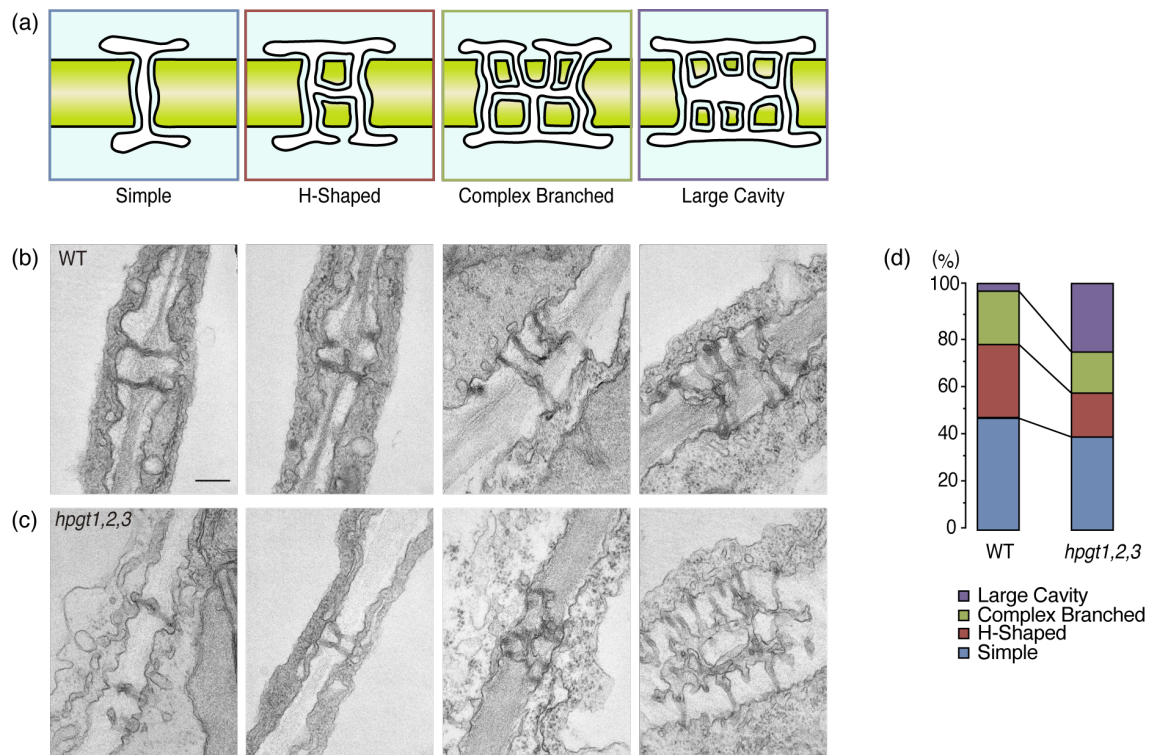 (a)
Simple
H-Shaped
Complex Branched
Large Cavity
(b)
WT
(c)
hpgt1,2,3
(d)
(%)
100
80
60
40
20
0
WT
hpgt1,2,3
Large Cavity
Complex Branched
H-Shaped
Simple